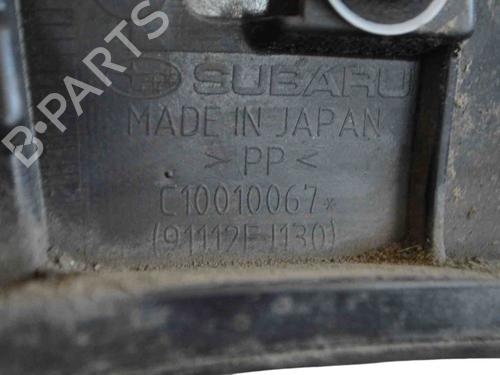 SUBARU
MADE IN JAPAN
>PP<
C10010067*
(91112FJ130)
B-PARTS